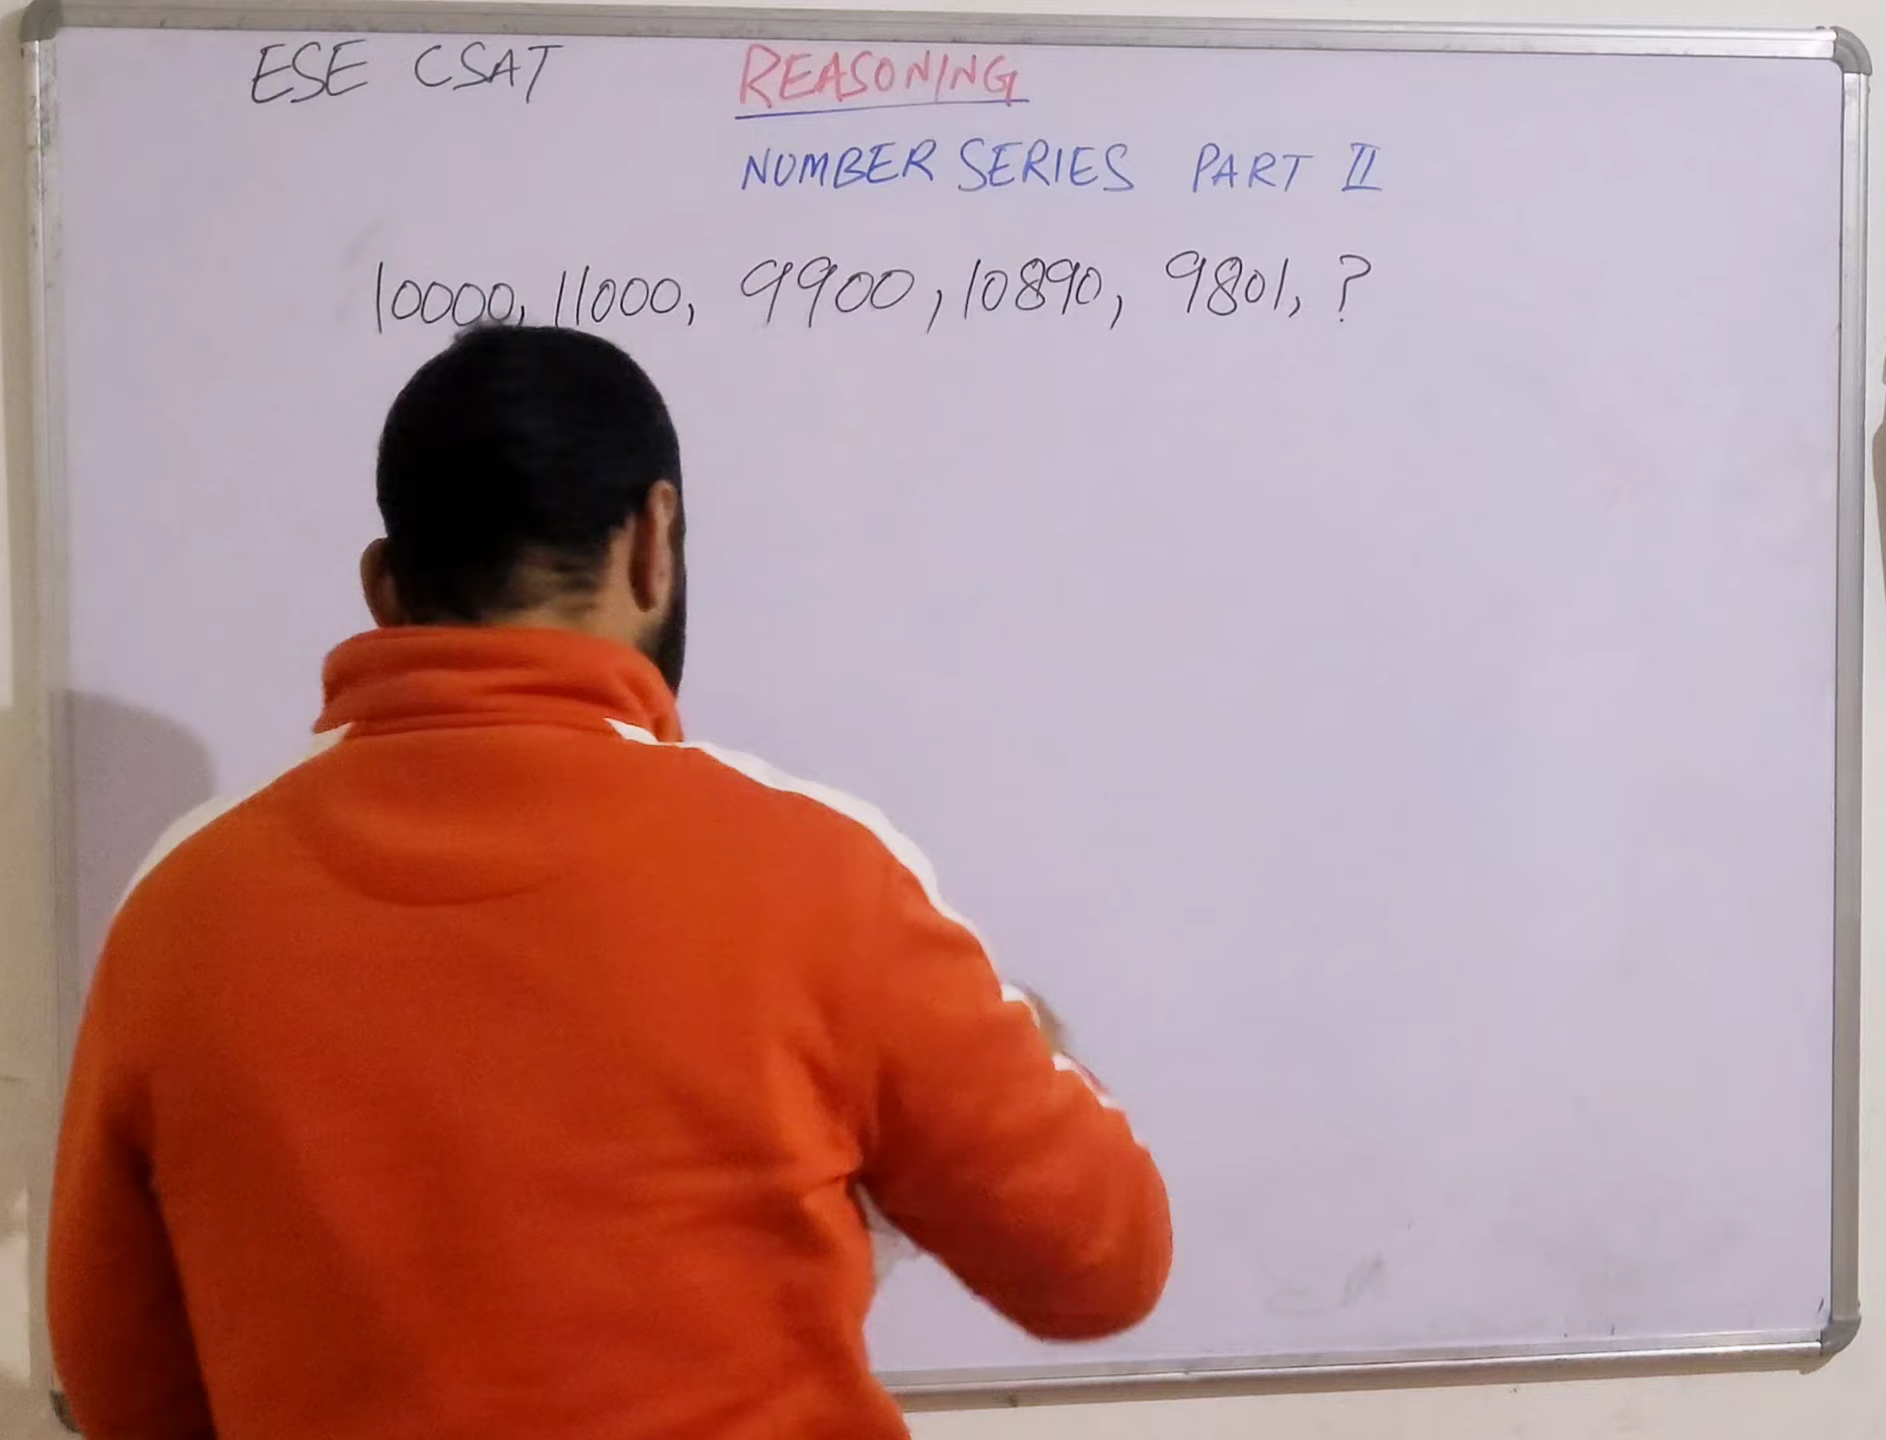 ESE CSAT REASONING
NUMBER SERIES PART II
10000, 11000, 9900, 10890, 9801, ?